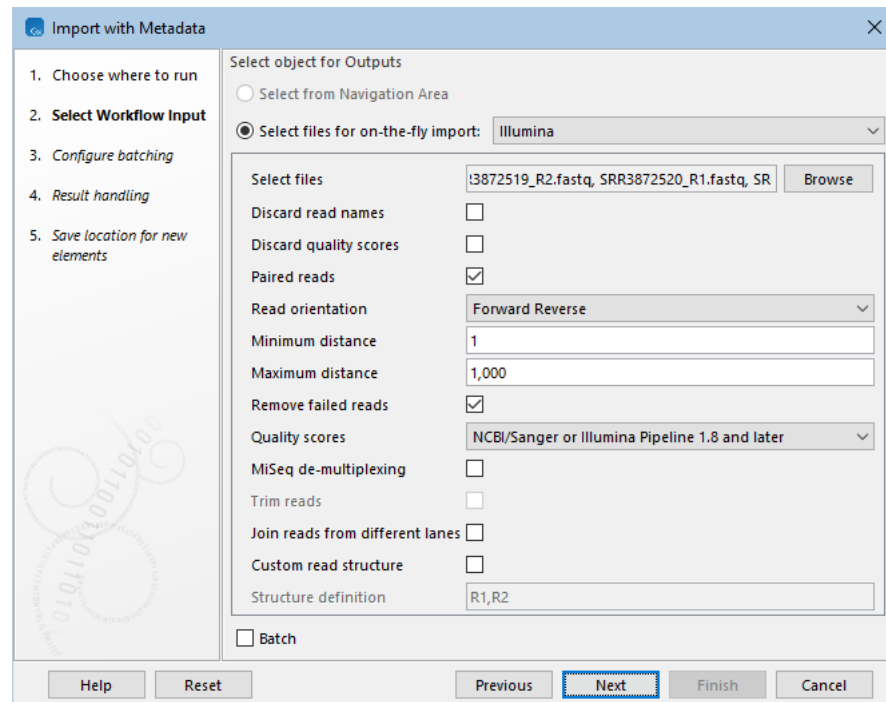 Import with Metadata
1. Choose where to run
2. Select Workflow Input
3. Configure batching
4. Result handling
5. Save location for new
elements
Select object for Outputs
Select from Navigation Area
Select files for on-the-fly import: Illumina
Select files 3872519_R2.fastq, SRR3872520_R1.fastq, SR Browse
Discard read names
Discard quality scores
Paired reads
Read orientation Forward Reverse
Minimum distance 1
Maximum distance 1,000
Remove failed reads
Quality scores NCBI/Sanger or Illumina Pipeline 1.8 and later
MiSeq de-multiplexing
Trim reads
Join reads from different lanes
Custom read structure
Structure definition R1,R2
Batch
Help Reset Previous Next Finish Cancel